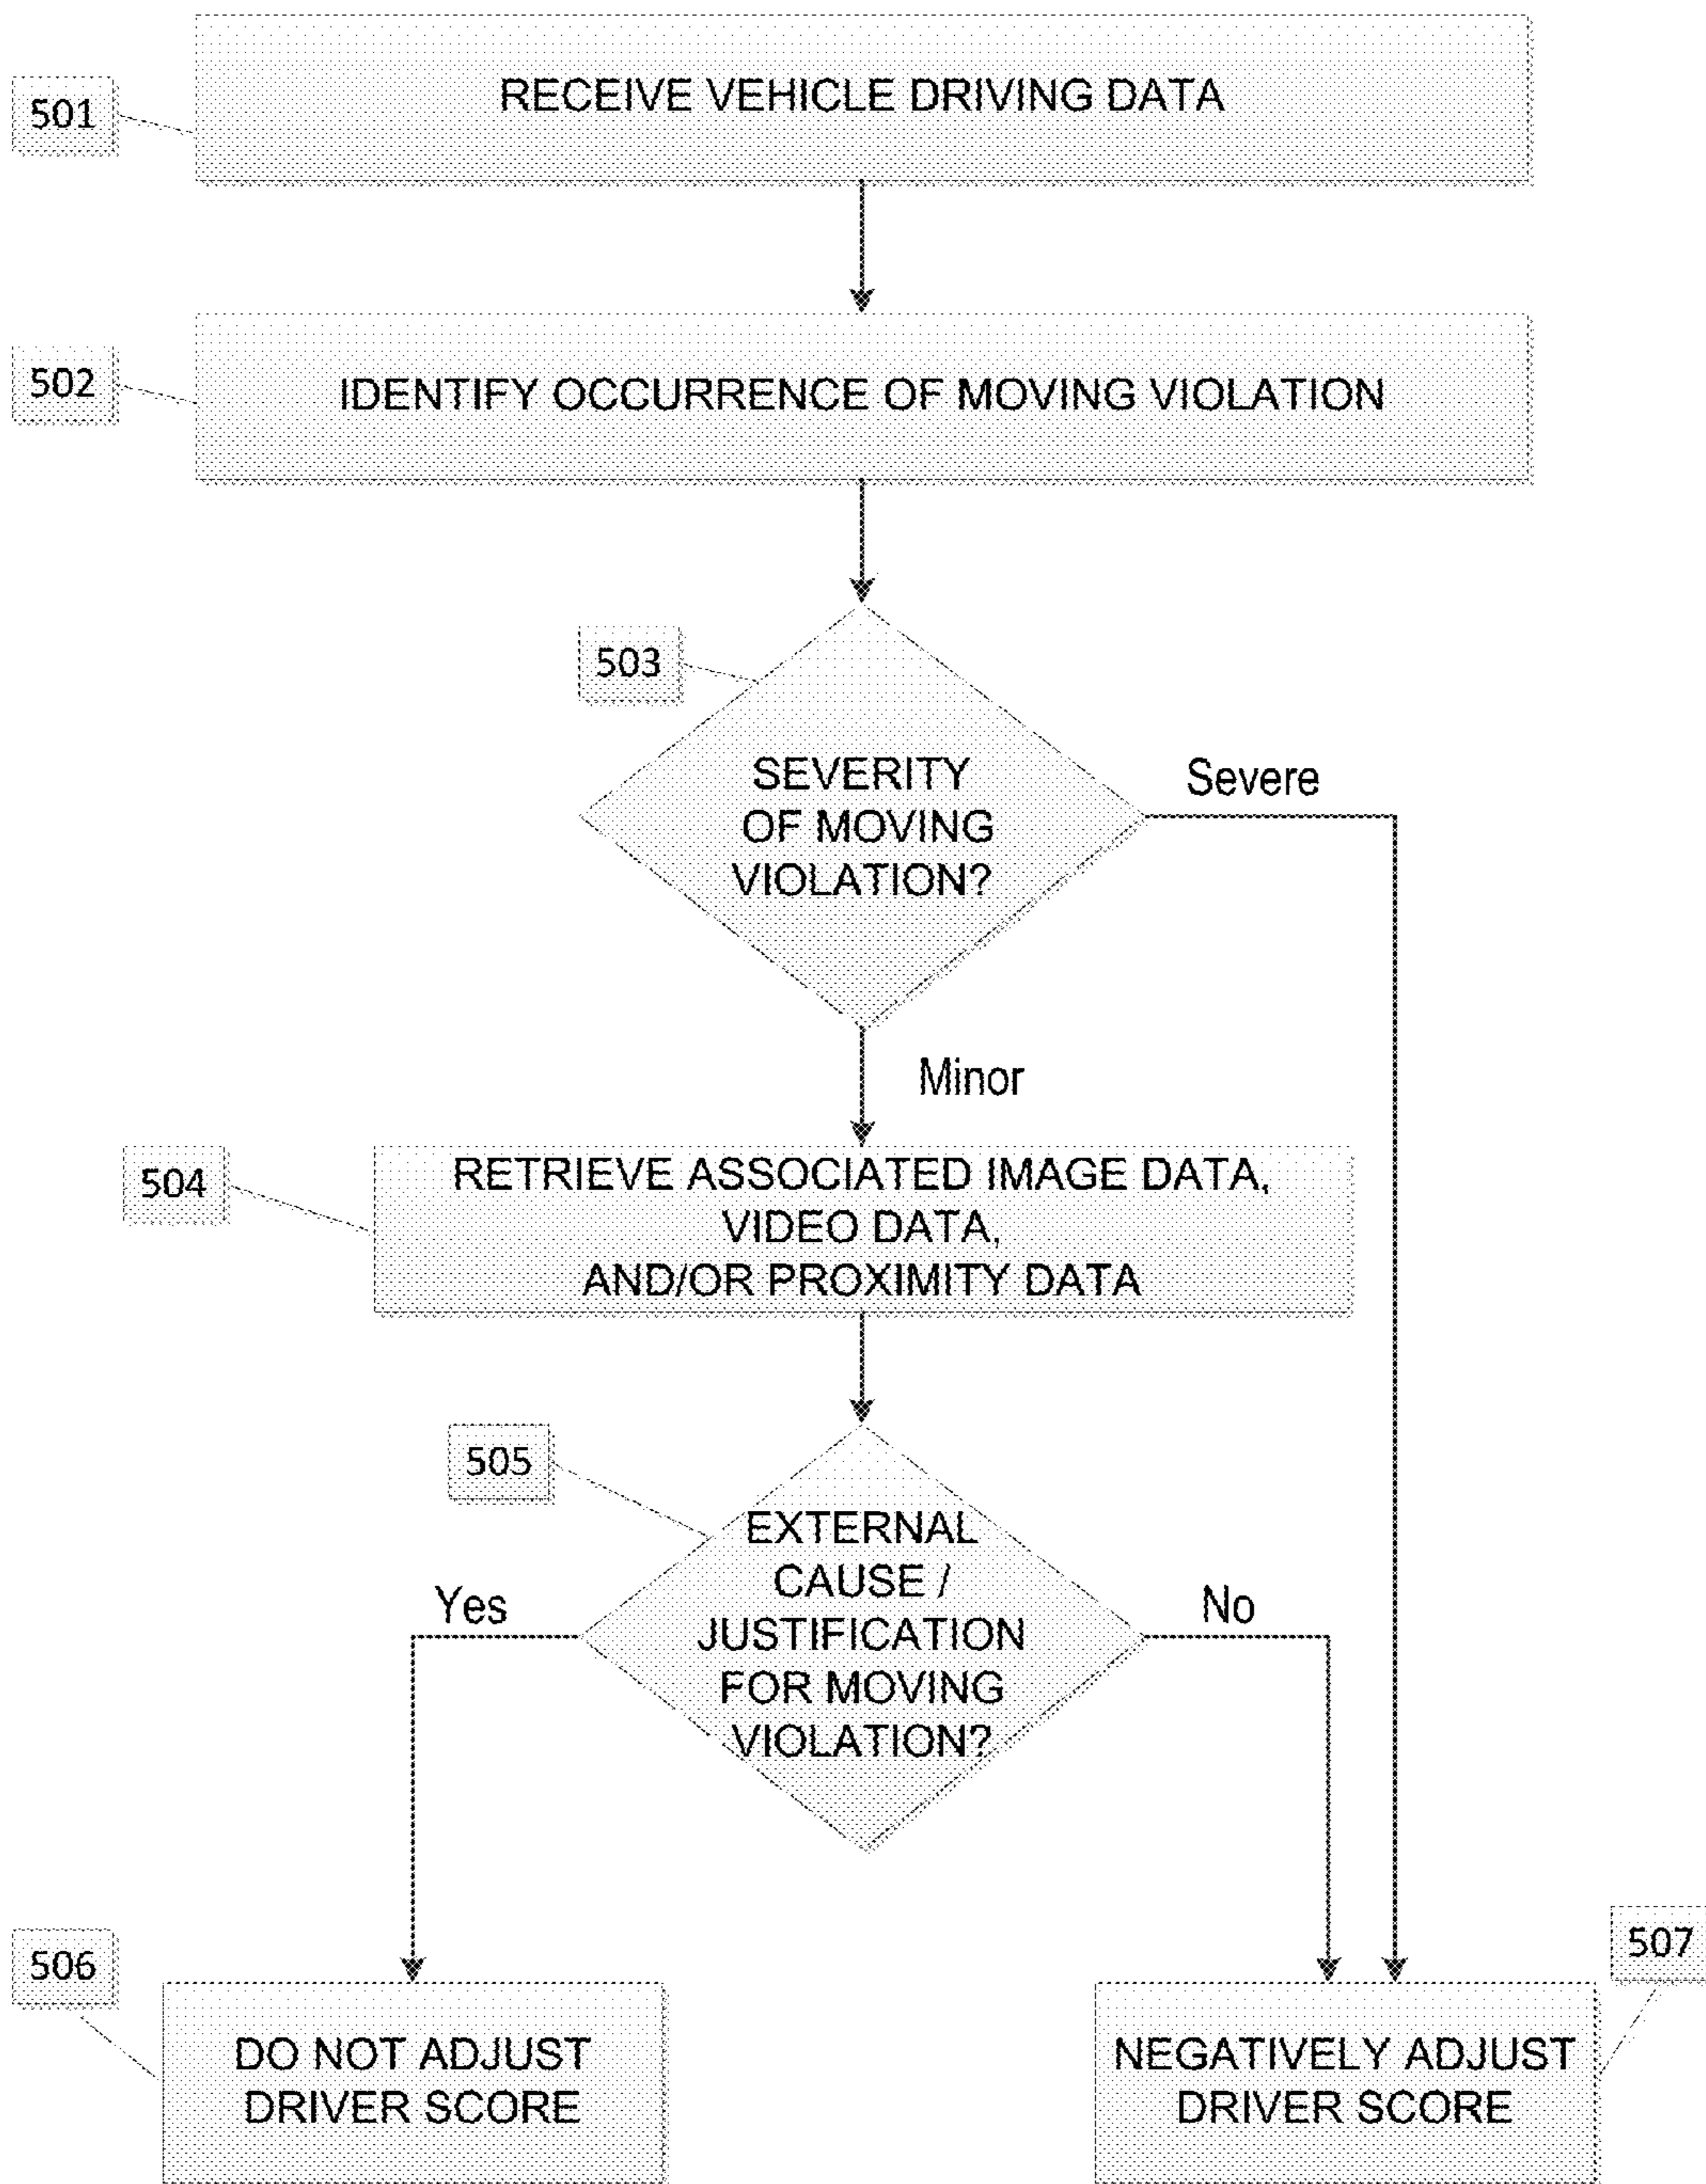 501
RECEIVE VEHICLE DRIVING DATA
502
IDENTIFY OCCURRENCE OF MOVING VIOLATION
503
SEVERITY
OF MOVING
VIOLATION?
Severe
Minor
504
RETRIEVE ASSOCIATED IMAGE DATA,
VIDEO DATA,
AND/OR PROXIMITY DATA
505
EXTERNAL
CAUSE /
JUSTIFICATION
FOR MOVING
VIOLATION?
Yes
No
506
DO NOT ADJUST
DRIVER SCORE
507
NEGATIVELY ADJUST
DRIVER SCORE